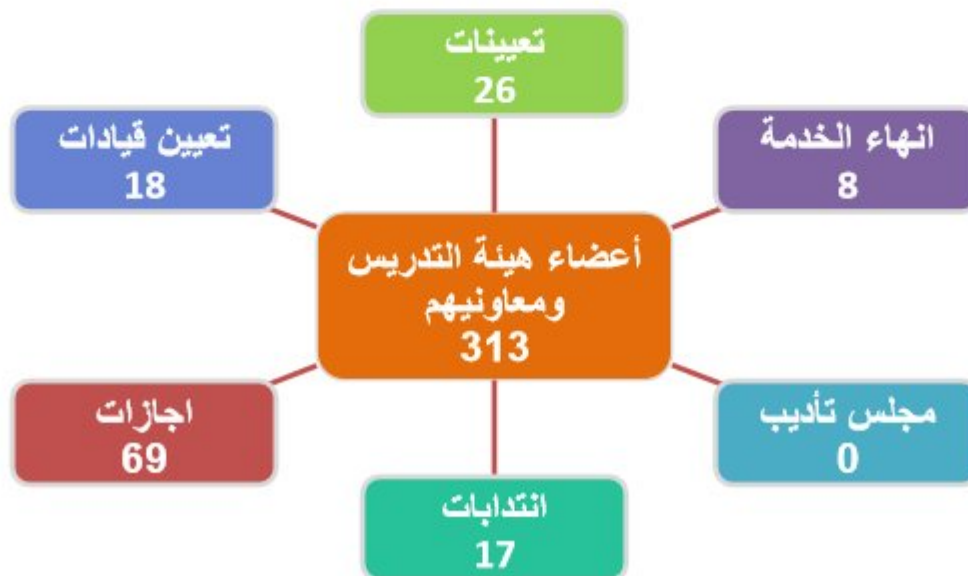 تعيينات
26
انهاء الخدمة
8
تعيين قيادات
18
أعضاء هيئة التدريس
ومعاونيهم
313
مجلس تأديب
0
اجازات
69
انتدابات
17